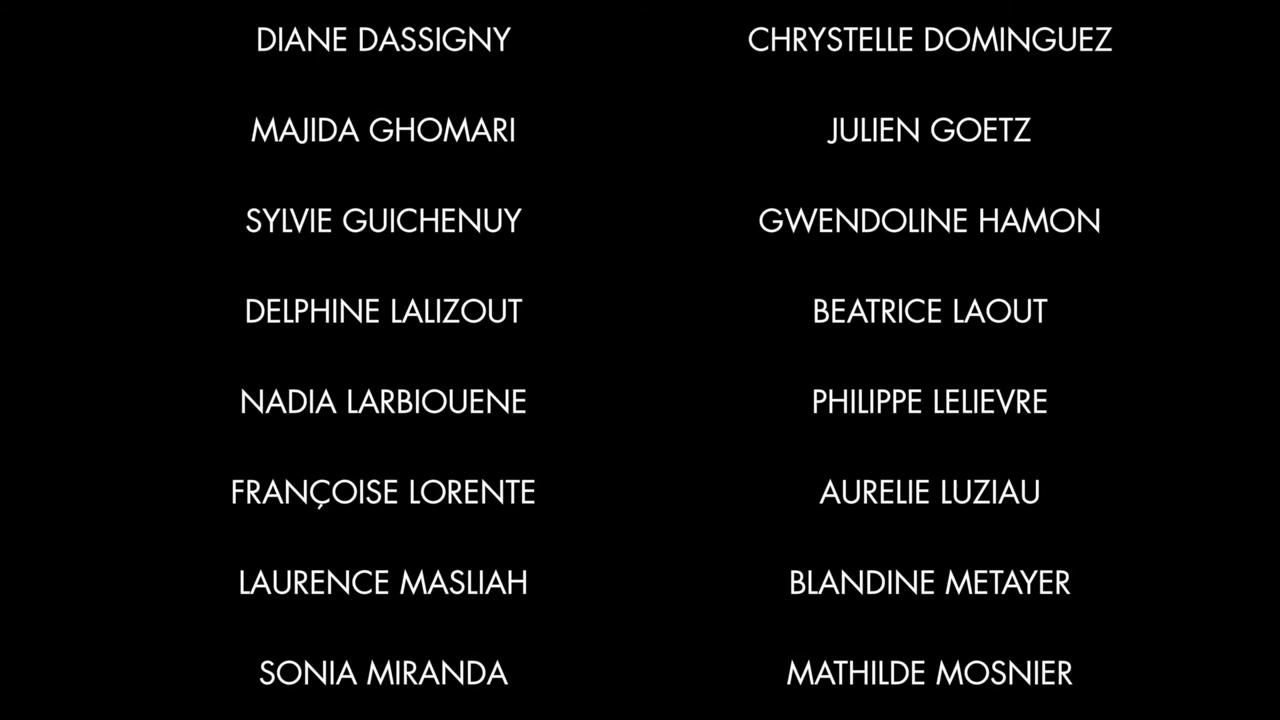 DIANE DASSIGNY
CHRYSTELLE DOMINGUEZ
MAJIDA GHOMARI
JULIEN GOETZ
SYLVIE GUICHENUY
GWENDOLINE HAMON
DELPHINE LALIZOUT
BEATRICE LAOUT
NADIA LARBIOUENE
PHILIPPE LELIEVRE
FRANÇOISE LORENTE
AURELIE LUZIAU
LAURENCE MASLIAH
BLANDINE METAYER
SONIA MIRANDA
MATHILDE MOSNIER